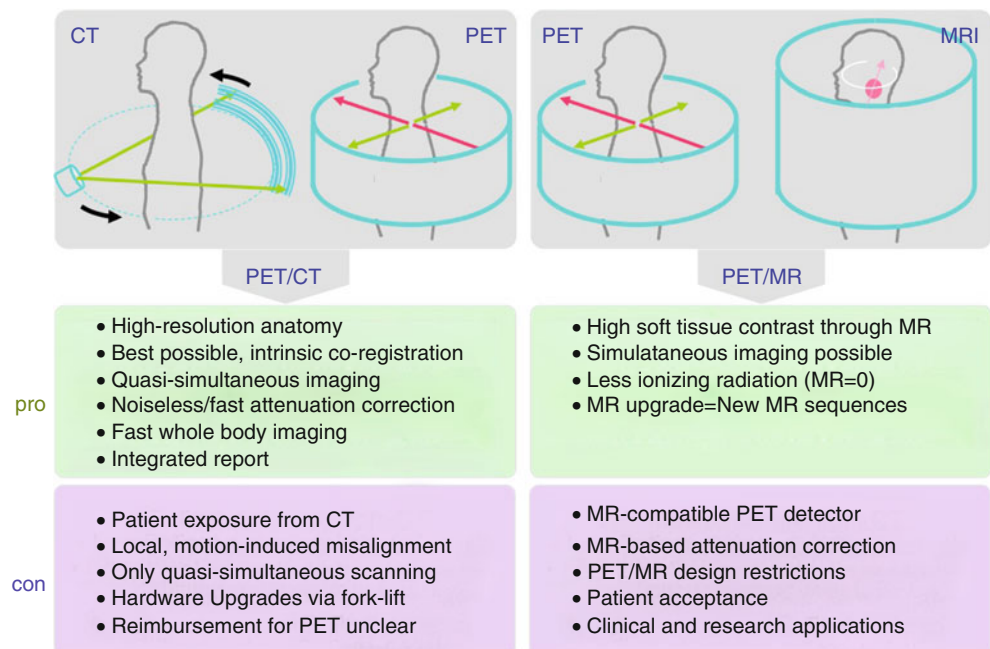 CT
PET
PET
MRI
PET/CT
PET/MR
pro
• High-resolution anatomy
• Best possible, intrinsic co-registration
• Quasi-simultaneous imaging
• Noiseless/fast attenuation correction
• Fast whole body imaging
• Integrated report
• High soft tissue contrast through MR
• Simulataneous imaging possible
• Less ionizing radiation (MR=0)
• MR upgrade=New MR sequences
con
• Patient exposure from CT
• Local, motion-induced misalignment
• Only quasi-simultaneous scanning
• Hardware Upgrades via fork-lift
• Reimbursement for PET unclear
• MR-compatible PET detector
• MR-based attenuation correction
• PET/MR design restrictions
• Patient acceptance
• Clinical and research applications